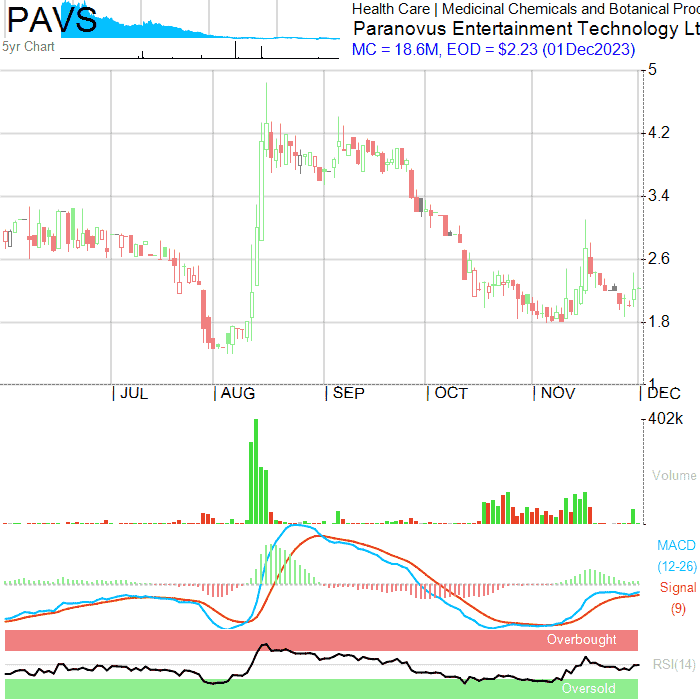 PAVS
5yr Chart
Health Care | Medicinal Chemicals and Botanical Proc
Paranovus Entertainment Technology Lt
MC = 18.6M, EOD = $2.23 (01Dec2023)
5
4.2
3.4
2.6
1.8
1
JUL AUG SEP OCT NOV DEC
402k
Volume
MACD
(12-26)
Signal
(9)
Overbought
RSI(14)
Oversold